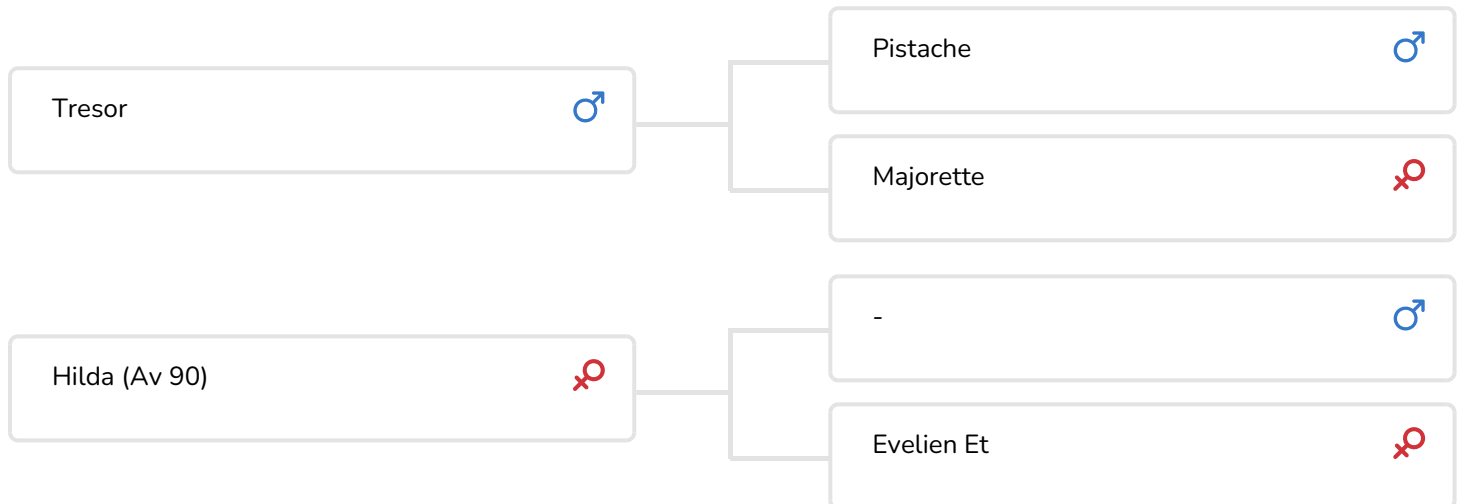 Pistache
Tresor
Majorette
-
Hilda (Av 90)
Evelien Et